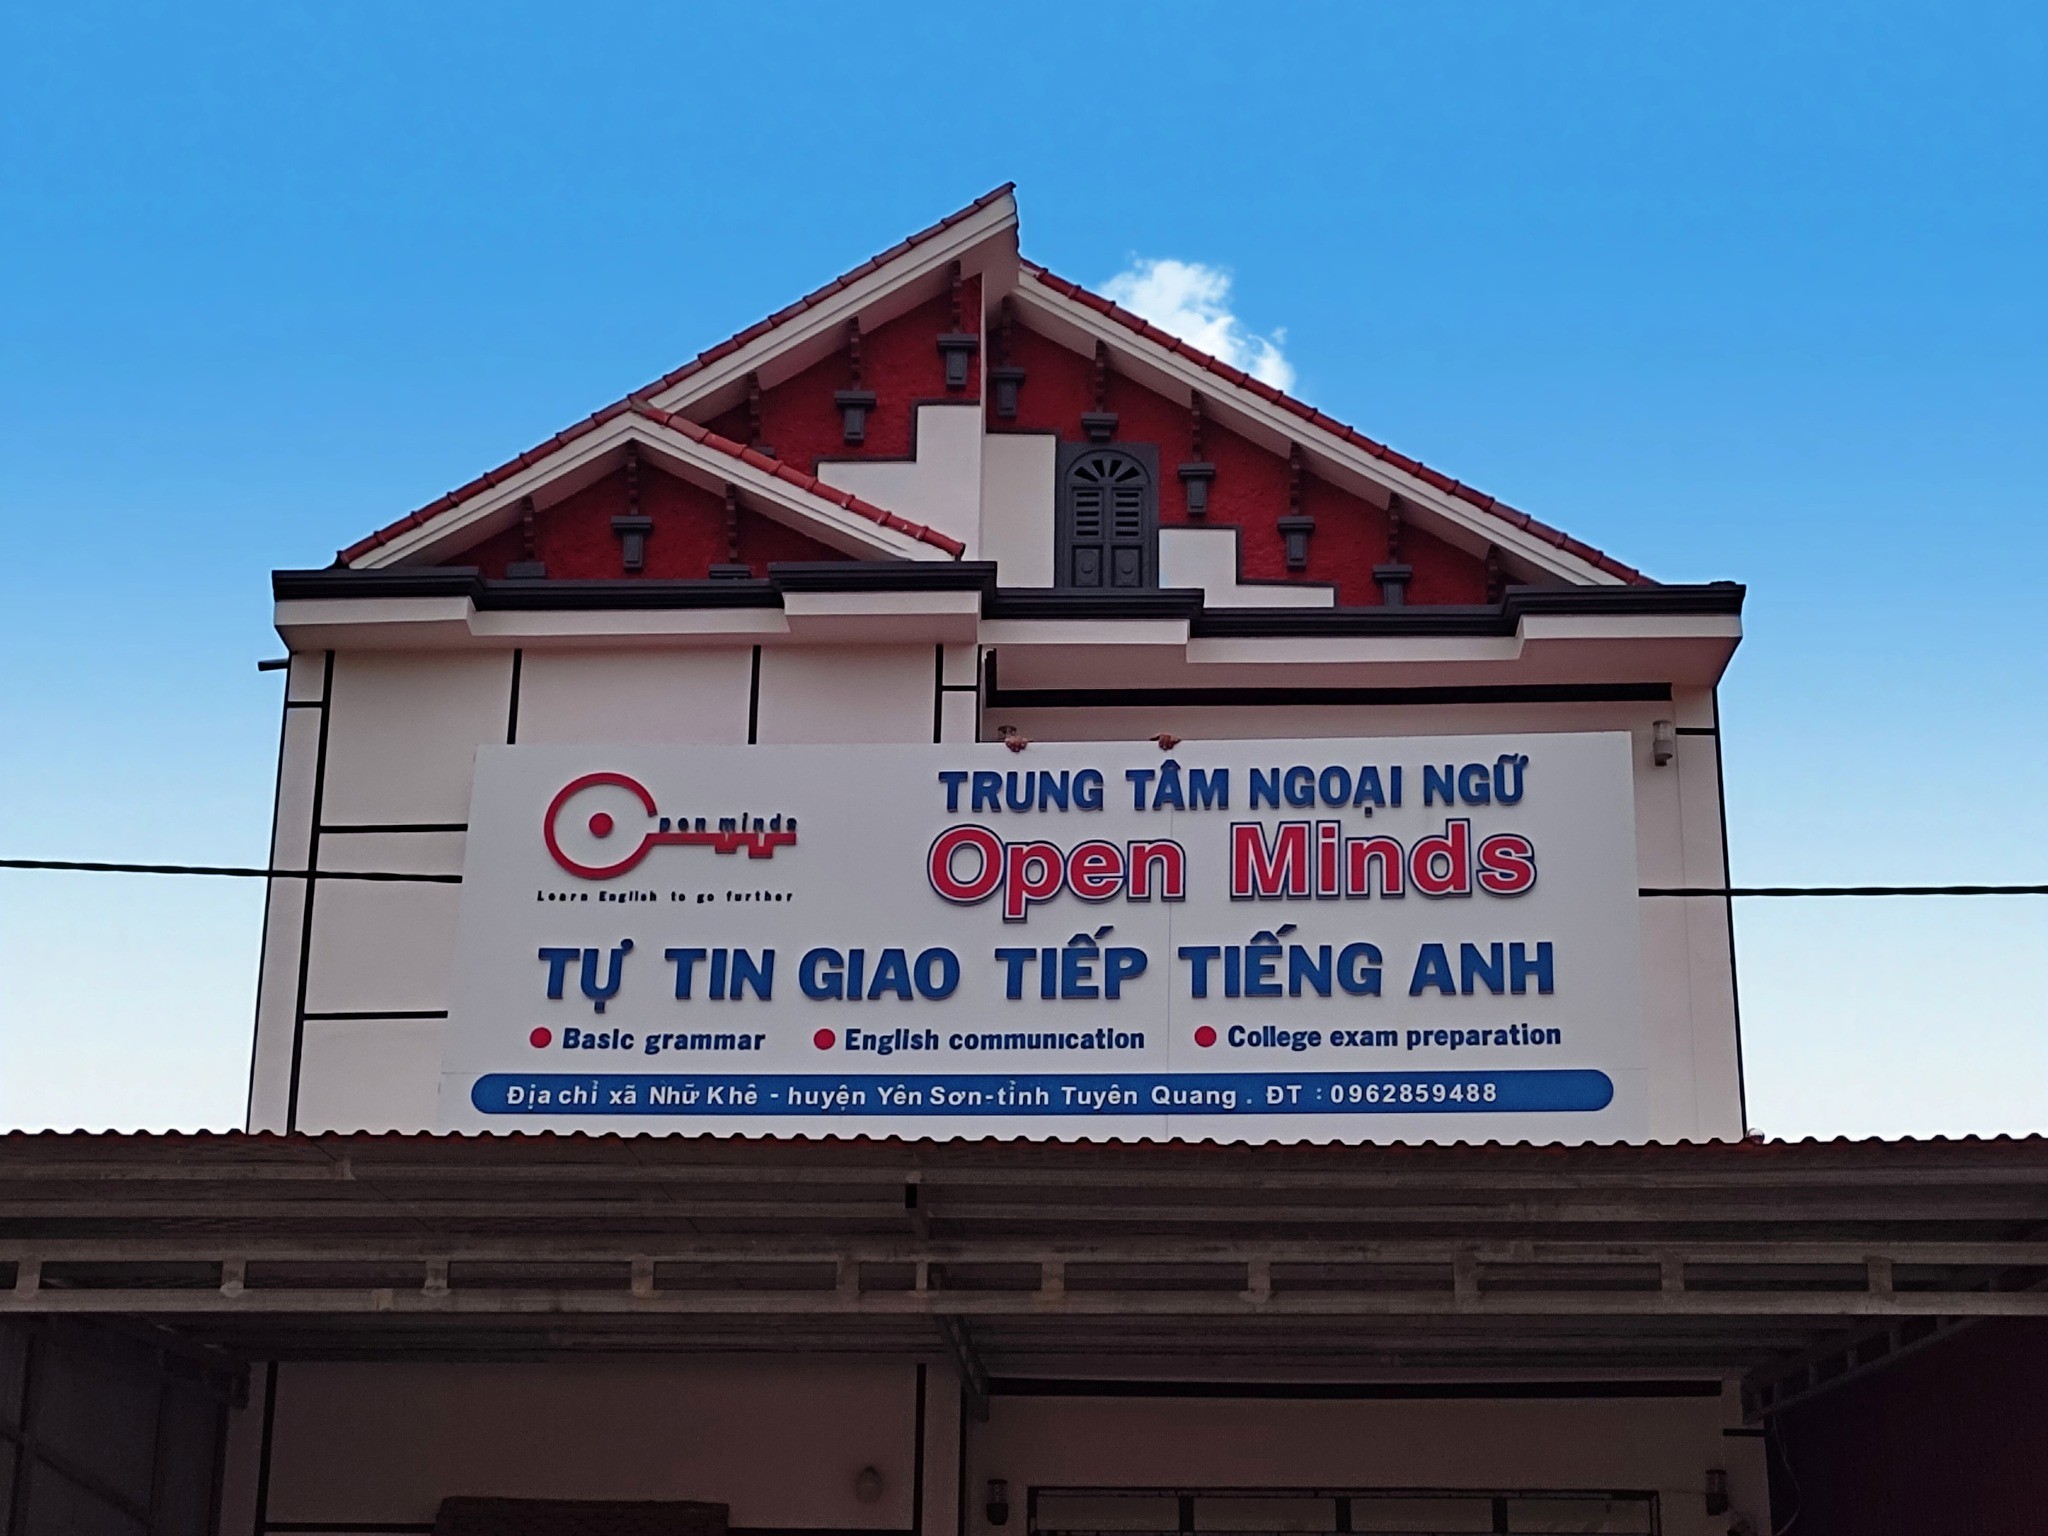 pen minds
Learn English to go further
TRUNG TÂM NGOẠI NGỮ
Open Minds
TỰ TIN GIAO TIẾP TIẾNG ANH
Basic grammar
English communication
College exam preparation
Địa chỉ xã Nhữ Khê - huyện Yên Sơn-tỉnh Tuyên Quang . ĐT : 0962859488